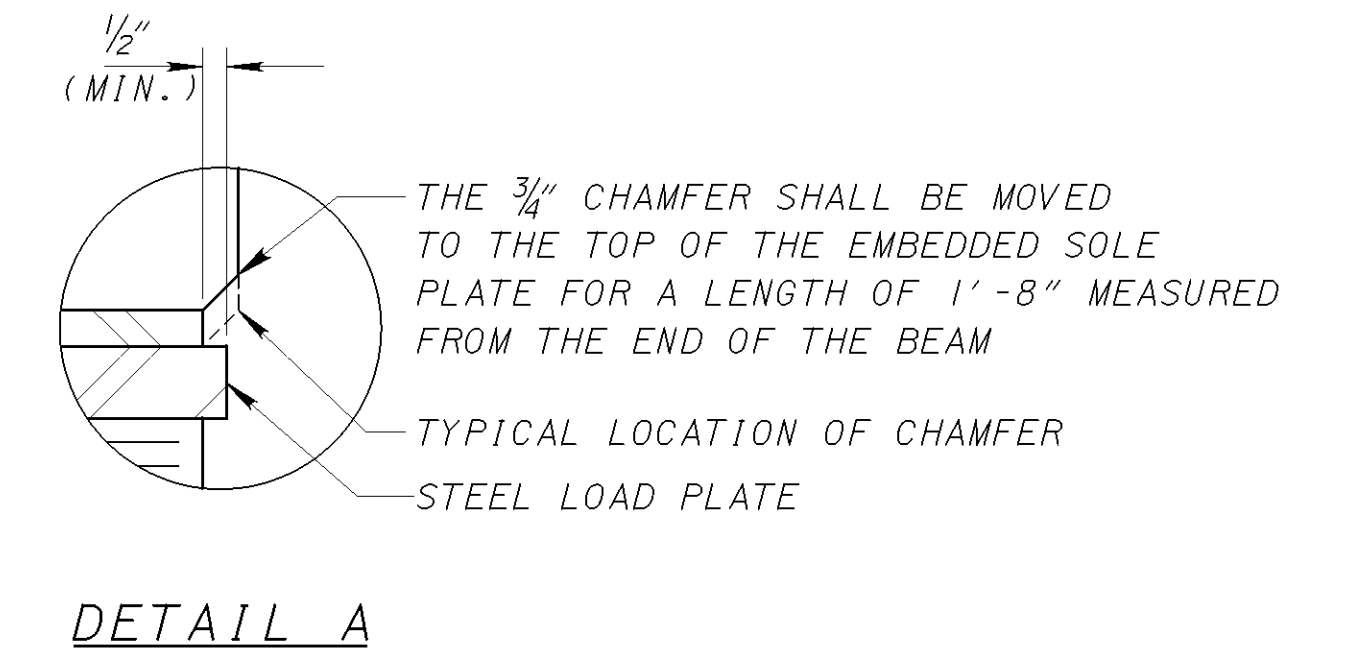 ½"
(MIN.)
THE ¾" CHAMFER SHALL BE MOVED
TO THE TOP OF THE EMBEDDED SOLE
PLATE FOR A LENGTH OF 1'-8" MEASURED
FROM THE END OF THE BEAM
TYPICAL LOCATION OF CHAMFER
STEEL LOAD PLATE
DETAIL A